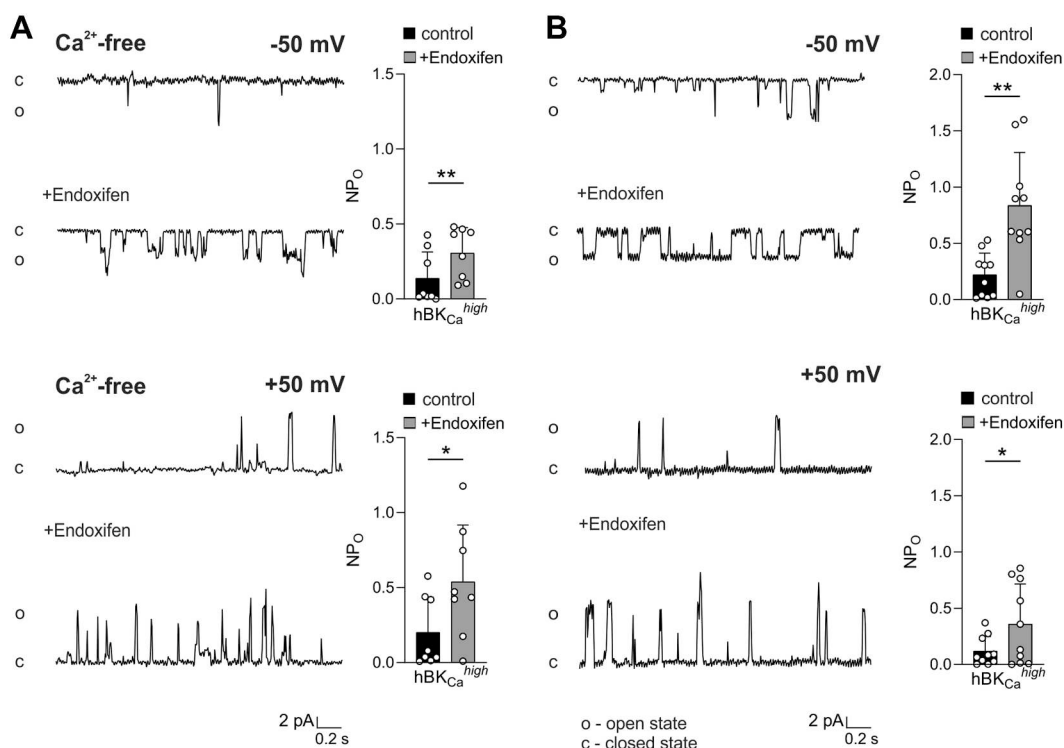 A
Ca2+-free
-50 mV
control
+Endoxifen
c
o
+Endoxifen
c
o
NPO
1.5
1.0
0.5
0.0
**
hBKCa high
Ca2+-free
+50 mV
control
+Endoxifen
o
c
+Endoxifen
o
c
NPO
1.5
1.0
0.5
0.0
*
hBKCa high
2 pA
0.2 s
B
-50 mV
control
+Endoxifen
c
o
+Endoxifen
c
o
NPO
2.0
1.5
1.0
0.5
0.0
**
hBKCa high
+50 mV
control
+Endoxifen
o
c
+Endoxifen
o
c
NPO
2.0
1.5
1.0
0.5
0.0
*
hBKCa high
o - open state
c - closed state
2 pA
0.2 s